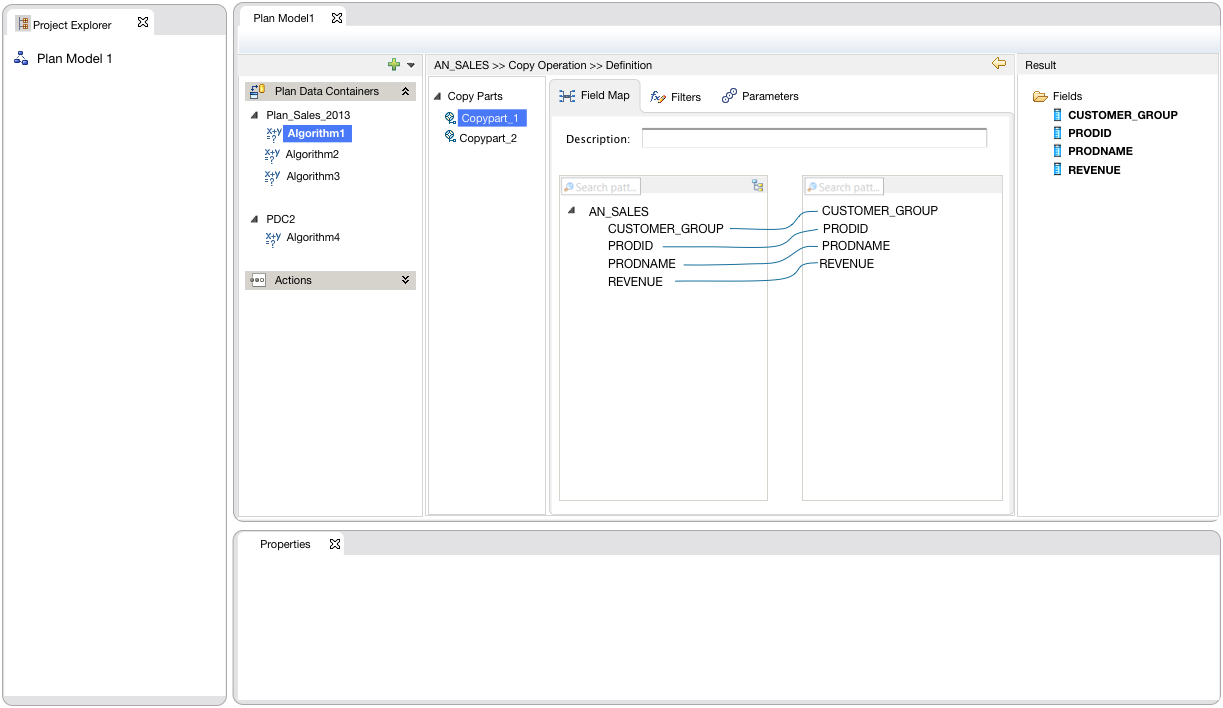 Project Explorer
Plan Model 1
Plan Model1
AN_SALES >> Copy Operation >> Definition
Result
Plan Data Containers
Plan_Sales_2013
x+y=? Algorithm1
x+y=? Algorithm2
x+y=? Algorithm3
PDC2
x+y=? Algorithm4
Actions
Copy Parts
Copypart_1
Copypart_2
Field Map
fx Filters
Parameters
Description:
Search patt...
AN_SALES
CUSTOMER_GROUP
PRODID
PRODNAME
REVENUE
Search patt...
CUSTOMER_GROUP
PRODID
PRODNAME
REVENUE
Fields
CUSTOMER_GROUP
PRODID
PRODNAME
REVENUE
Properties